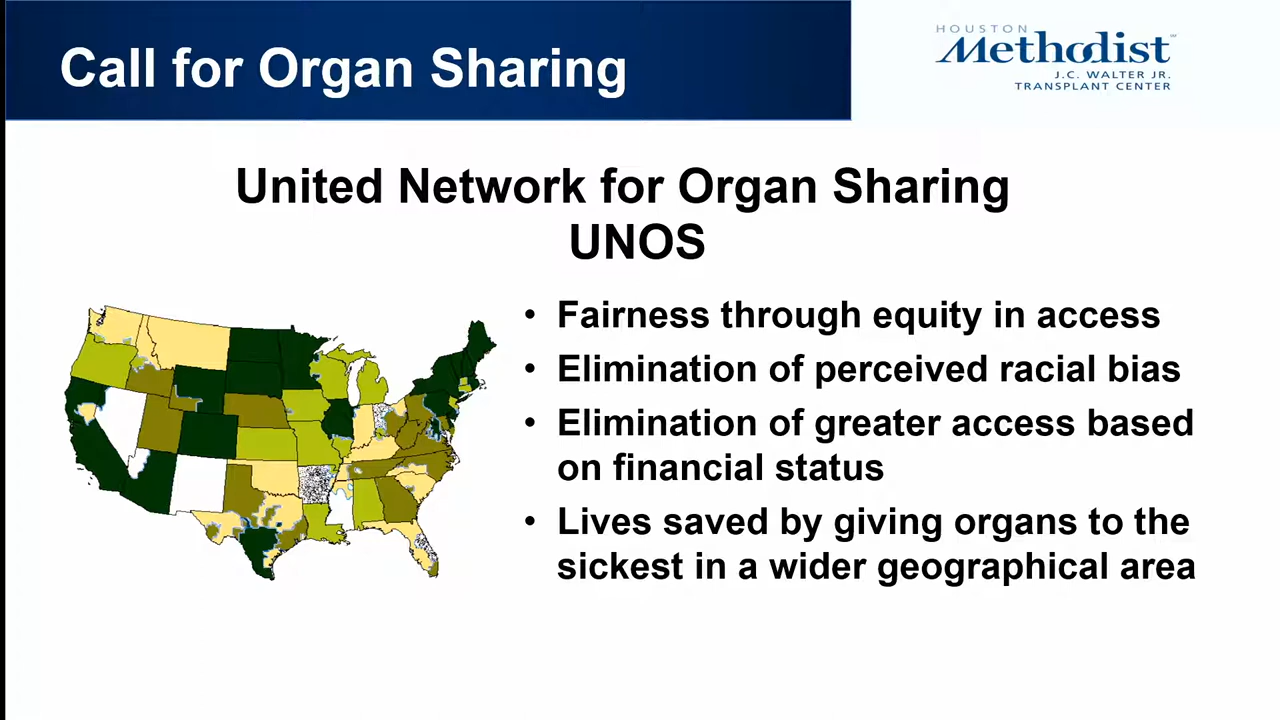 Call for Organ Sharing
HOUSTON
Methodist
J.C. WALTER JR.
TRANSPLANT CENTER
United Network for Organ Sharing
UNOS
• Fairness through equity in access
• Elimination of perceived racial bias
• Elimination of greater access based
on financial status
• Lives saved by giving organs to the
sickest in a wider geographical area